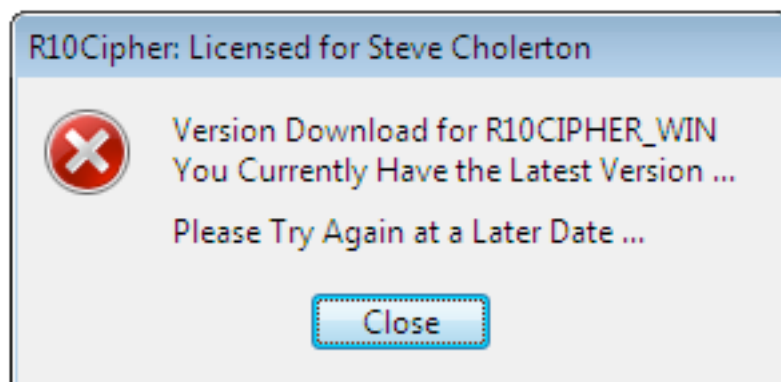 R10Cipher: Licensed for Steve Cholerton
Version Download for R10CIPHER_WIN
You Currently Have the Latest Version ...
Please Try Again at a Later Date ...
Close